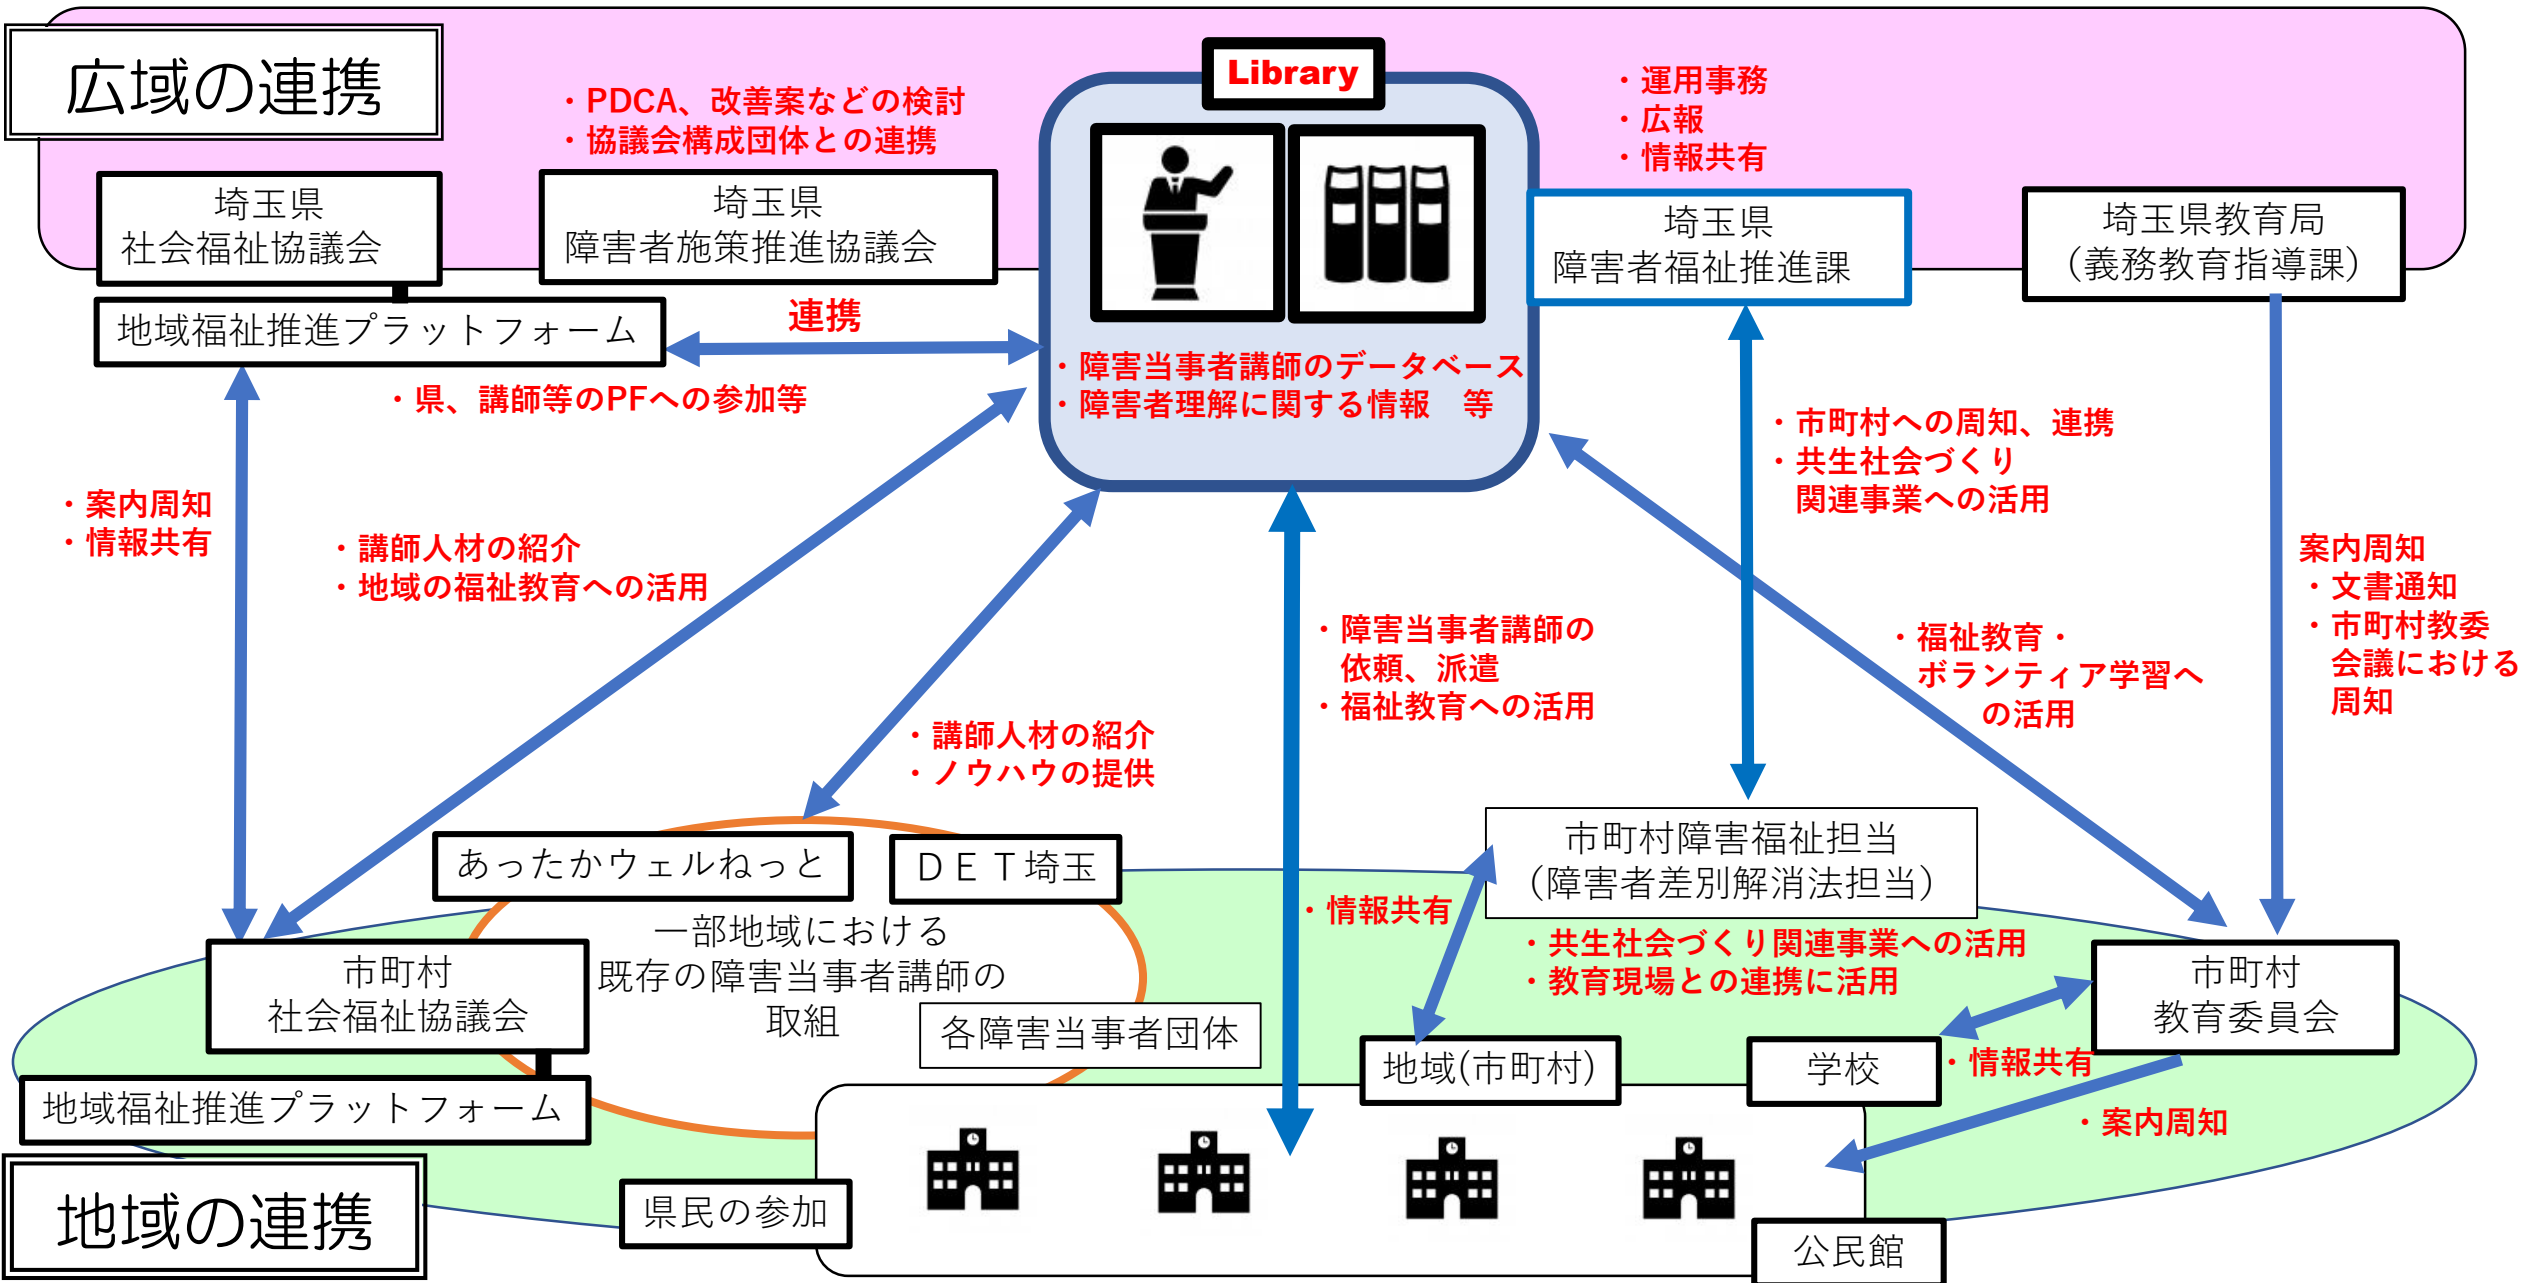 広域の連携
Library
・PDCA、改善案などの検討
・協議会構成団体との連携
・運用事務
・広報
・情報共有
埼玉県
社会福祉協議会
埼玉県
障害者施策推進協議会
埼玉県
障害者福祉推進課
埼玉県教育局
（義務教育指導課）
地域福祉推進プラットフォーム
連携
・県、講師等のPFへの参加等
・障害当事者講師のデータベース
・障害者理解に関する情報　等
・市町村への周知、連携
・共生社会づくり
関連事業への活用
・案内周知
・情報共有
・講師人材の紹介
・地域の福祉教育への活用
案内周知
・文書通知
・市町村教委
会議における
周知
・障害当事者講師の
依頼、派遣
・福祉教育への活用
・福祉教育・
ボランティア学習へ
の活用
・講師人材の紹介
・ノウハウの提供
あったかウェルねっと
ＤＥＴ埼玉
市町村障害福祉担当
（障害者差別解消法担当）
・情報共有
一部地域における
既存の障害当事者講師の
取組
・共生社会づくり関連事業への活用
・教育現場との連携に活用
市町村
社会福祉協議会
各障害当事者団体
市町村
教育委員会
地域(市町村)
学校
・情報共有
地域福祉推進プラットフォーム
・案内周知
地域の連携
県民の参加
公民館